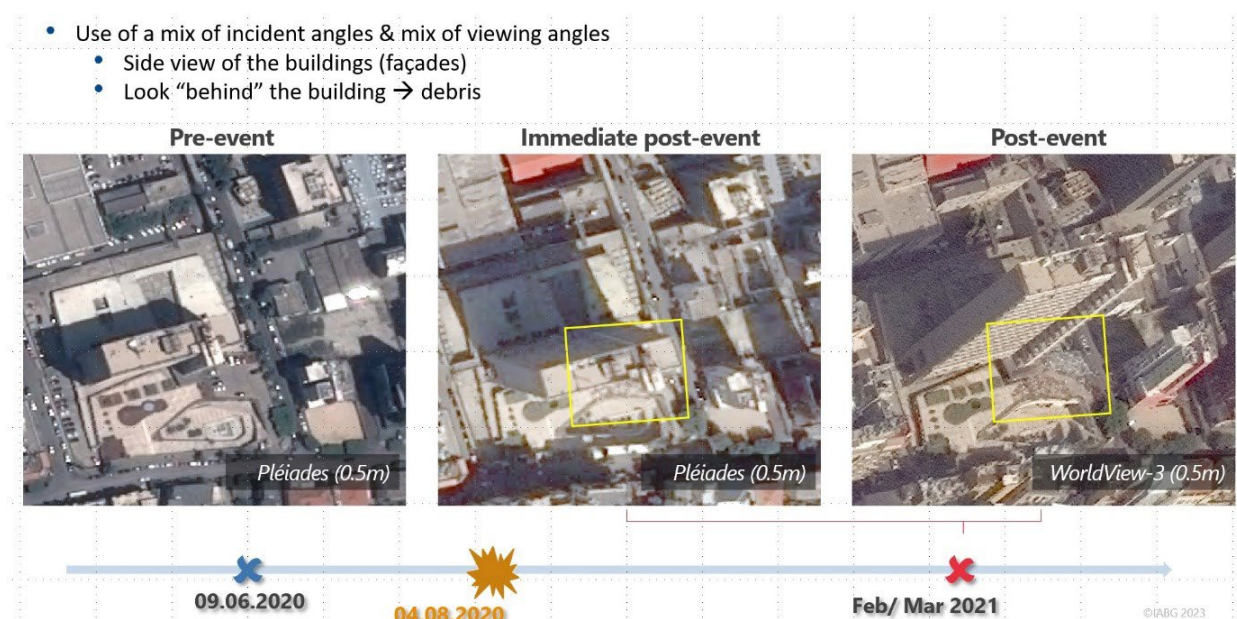 • Use of a mix of incident angles & mix of viewing angles
• Side view of the buildings (façades)
• Look “behind” the building → debris
Pre-event
Immediate post-event
Post-event
Pléiades (0.5m)
Pléiades (0.5m)
WorldView-3 (0.5m)
09.06.2020
04.08.2020
Feb/ Mar 2021
©IABG 2023